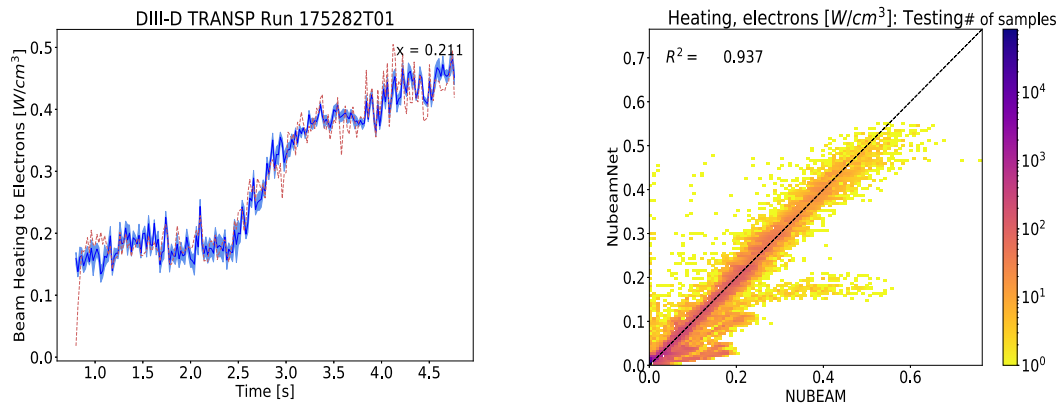 DIII-D TRANSP Run 175282T01
x = 0.211
Beam Heating to Electrons [W/cm³]
0.5
0.4
0.3
0.2
0.1
0.0
1.0 1.5 2.0 2.5 3.0 3.5 4.0 4.5
Time [s]
Heating, electrons [W/cm³]: Testing
# of samples
R² = 0.937
NubeamNet
0.7
0.6
0.5
0.4
0.3
0.2
0.1
0.0
0.0 0.2 0.4 0.6
NUBEAM
10⁴
10³
10²
10¹
10⁰